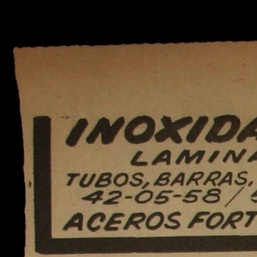 INOXIDA
LAMINA
TUBOS, BARRAS,
42-05-58 /
ACEROS FORT